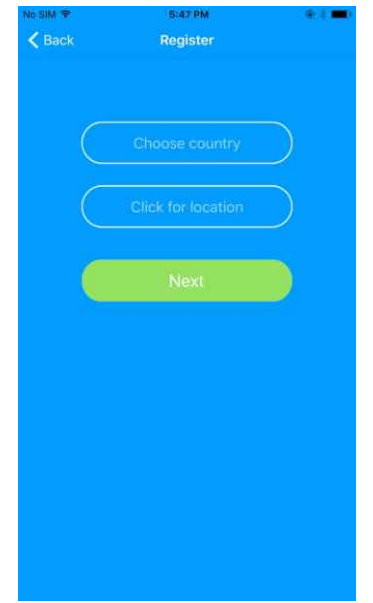 No SIM 5:47 PM
Back Register
Choose country
Click for location
Next